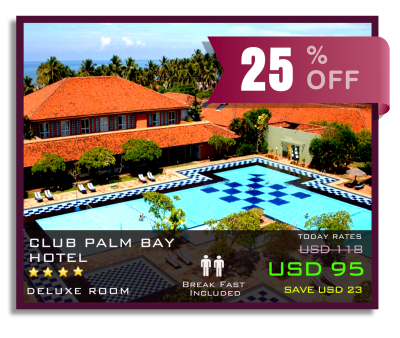 25 % OFF
CLUB PALM BAY
HOTEL
DELUXE ROOM
Break Fast
Included
TODAY RATES
USD 118
USD 95
SAVE USD 23